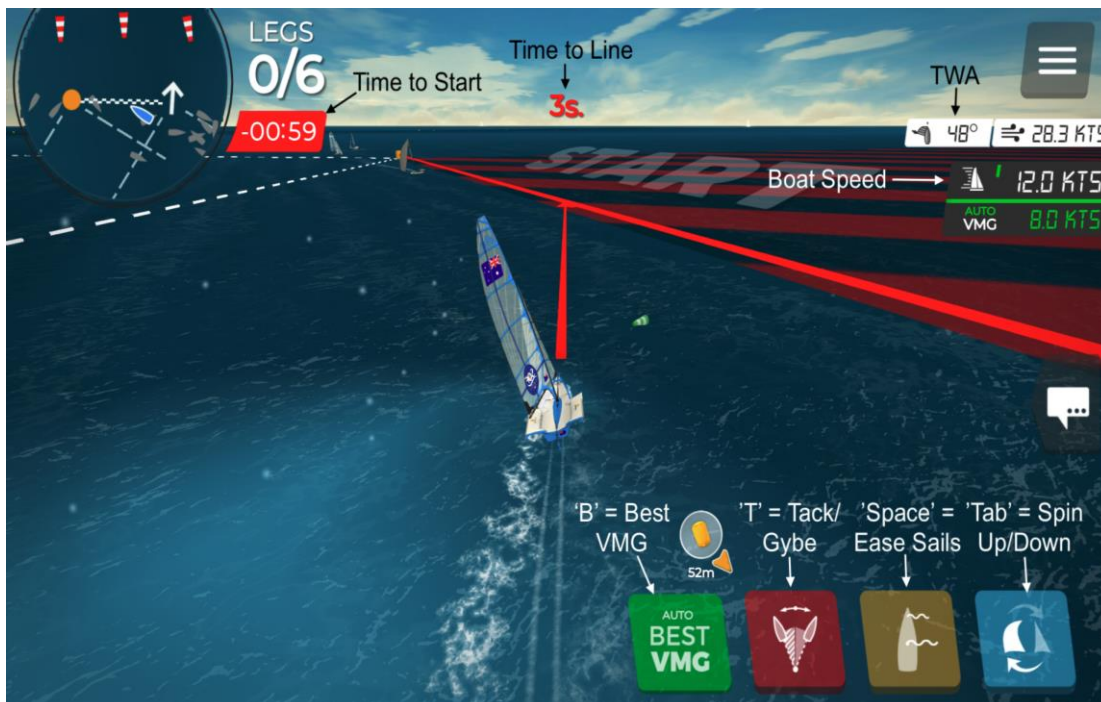 LEGS
0/6
Time to Start
-00:59
Time to Line
3s.
TWA
48°
28.3 KTS
START
Boat Speed
12.0 KTS
AUTO
VMG
8.0 KTS
'B' = Best
VMG
52m
'T' = Tack/
Gybe
'Space' =
Ease Sails
'Tab' = Spin
Up/Down
AUTO
BEST
VMG